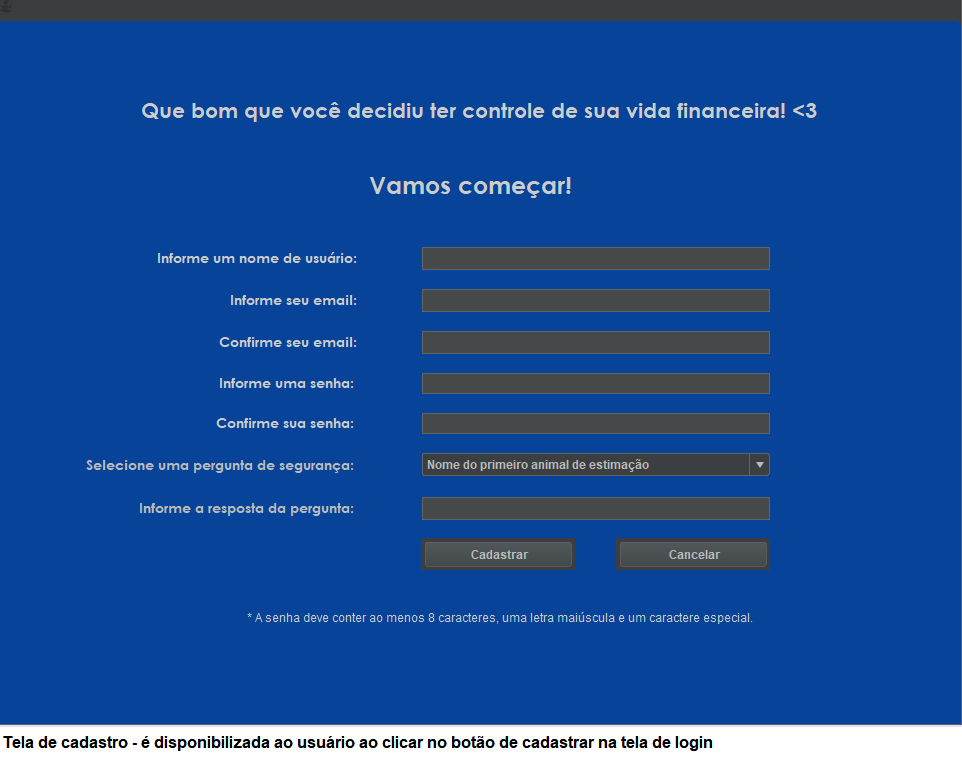 Que bom que você decidiu ter controle de sua vida financeira! <3
Vamos começar!
Informe um nome de usuário:
Informe seu email:
Confirme seu email:
Informe uma senha:
Confirme sua senha:
Selecione uma pergunta de segurança: Nome do primeiro animal de estimação
Informe a resposta da pergunta:
Cadastrar Cancelar
* A senha deve conter ao menos 8 caracteres, uma letra maiúscula e um caractere especial.
Tela de cadastro - é disponibilizada ao usuário ao clicar no botão de cadastrar na tela de login